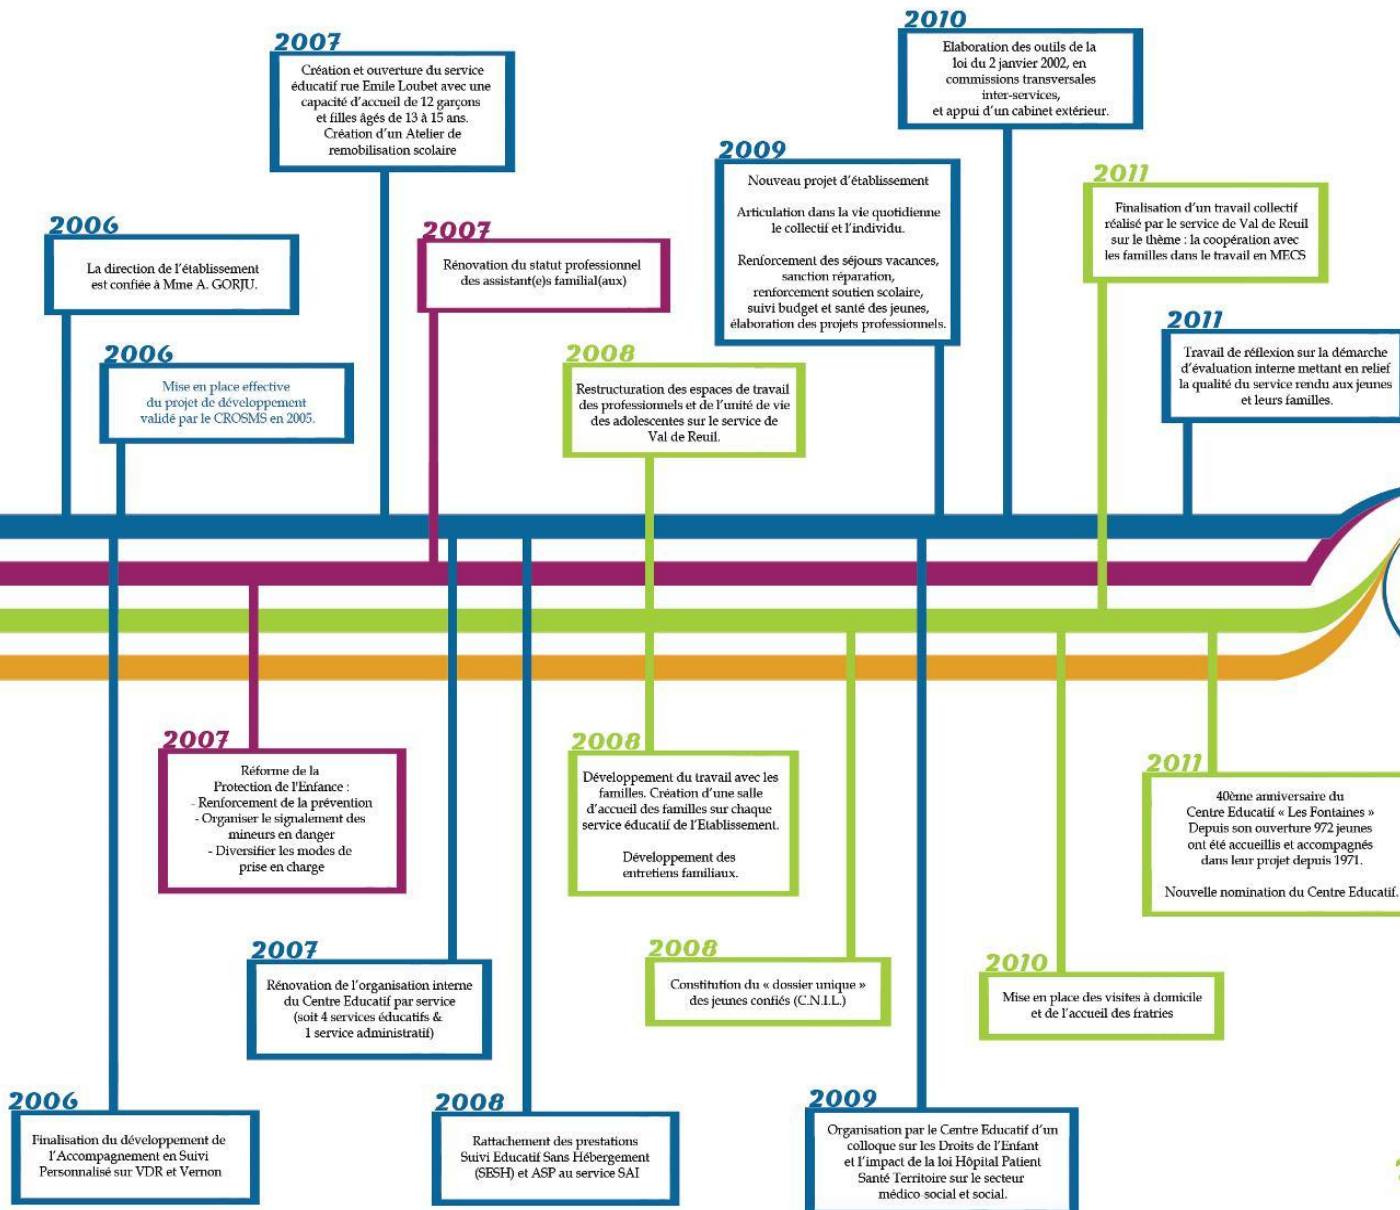 2010
Elaboration des outils de la
loi du 2 janvier 2002, en
commissions transversales
inter-services,
et appui d'un cabinet extérieur.
2007
Création et ouverture du service
éducatif rue Emile Loubet avec une
capacité d'accueil de 12 garçons
et filles âgés de 13 à 15 ans.
Création d'un Atelier de
remobilisation scolaire
2009
Nouveau projet d'établissement
Articulation dans la vie quotidienne
le collectif et l'individu.
Renforcement des séjours vacances,
sanction réparation,
renforcement soutien scolaire,
suivi budget et santé des jeunes,
élaboration des projets professionnels.
2011
Finalisation d'un travail collectif
réalisé par le service de Val de Reuil
sur le thème : la coopération avec
les familles dans le travail en MECS
2006
La direction de l'établissement
est confiée à Mme A. GORJU.
2007
Rénovation du statut professionnel
des assistant(e)s familial(aux)
2011
Travail de réflexion sur la démarche
d'évaluation interne mettant en relief
la qualité du service rendu aux jeunes
et leurs familles.
2006
Mise en place effective
du projet de développement
validé par le CROSMS en 2005.
2008
Restructuration des espaces de travail
des professionnels et de l'unité de vie
des adolescentes sur le service de
Val de Reuil.
2007
Réforme de la
Protection de l'Enfance :
- Renforcement de la prévention
- Organiser le signalement des
mineurs en danger
- Diversifier les modes de
prise en charge
2008
Développement du travail avec les
familles. Création d'une salle
d'accueil des familles sur chaque
service éducatif de l'Etablissement.
Développement des
entretiens familiaux.
2011
40ème anniversaire du
Centre Educatif « Les Fontaines »
Depuis son ouverture 972 jeunes
ont été accueillis et accompagnés
dans leur projet depuis 1971.
Nouvelle nomination du Centre Educatif.
2007
Rénovation de l'organisation interne
du Centre Educatif par service
(soit 4 services éducatifs &
1 service administratif)
2008
Constitution du « dossier unique »
des jeunes confiés (C.N.I.L.)
2010
Mise en place des visites à domicile
et de l'accueil des fratries
2006
Finalisation du développement de
l'Accompagnement en Suivi
Personnalisé sur VDR et Vernon
2008
Rattachement des prestations
Suivi Educatif Sans Hébergement
(SESH) et ASP au service SAI
2009
Organisation par le Centre Educatif d'un
colloque sur les Droits de l'Enfant
et l'impact de la loi Hôpital Patient
Santé Territoire sur le secteur
médico social et social.